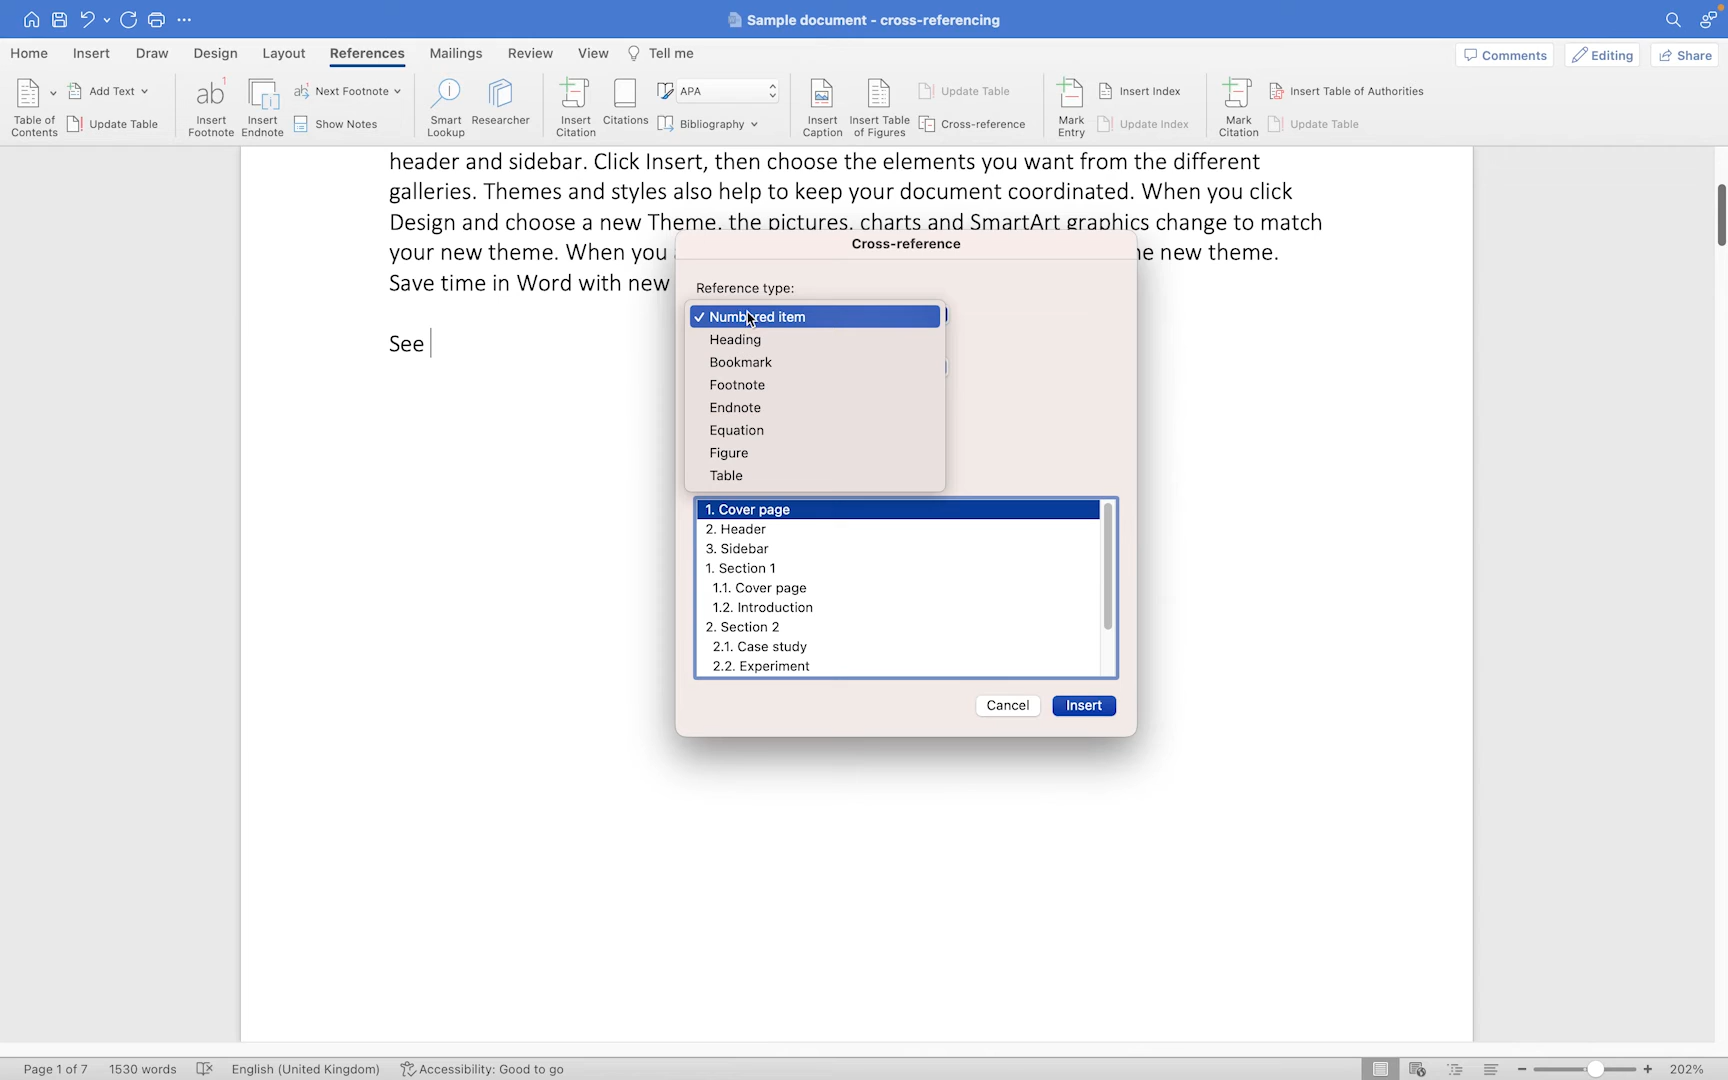 Sample document - cross-referencing
Home Insert Draw Design Layout References Mailings Review View Tell me Comments Editing Share
Table of Contents
Add Text
Update Table
ab1
Insert Footnote
Insert Endnote
ab Next Footnote
Show Notes
Smart Lookup
Researcher
Insert Citation
Citations
APA
Bibliography
Insert Caption
Insert Table of Figures
Update Table
Cross-reference
Mark Entry
Insert Index
Update Index
Mark Citation
Insert Table of Authorities
Update Table
header and sidebar. Click Insert, then choose the elements you want from the different
galleries. Themes and styles also help to keep your document coordinated. When you click
Design and choose a new Theme, the pictures, charts and SmartArt graphics change to match
your new theme. When you
he new theme.
Save time in Word with new
See
Cross-reference
Reference type:
Numbered item
Heading
Bookmark
Footnote
Endnote
Equation
Figure
Table
1. Cover page
2. Header
3. Sidebar
1. Section 1
1.1. Cover page
1.2. Introduction
2. Section 2
2.1. Case study
2.2. Experiment
Cancel Insert
Page 1 of 7 1530 words English (United Kingdom) Accessibility: Good to go 202%